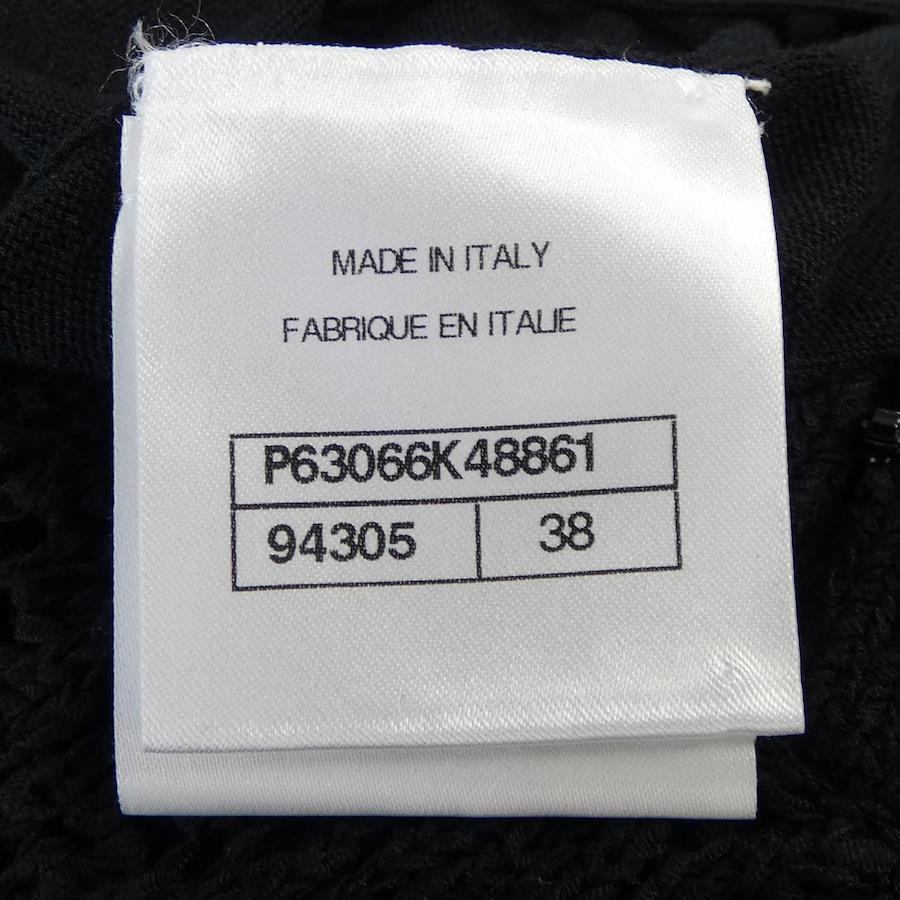 MADE IN ITALY
FABRIQUE EN ITALIE
P63066K48861
94305 38